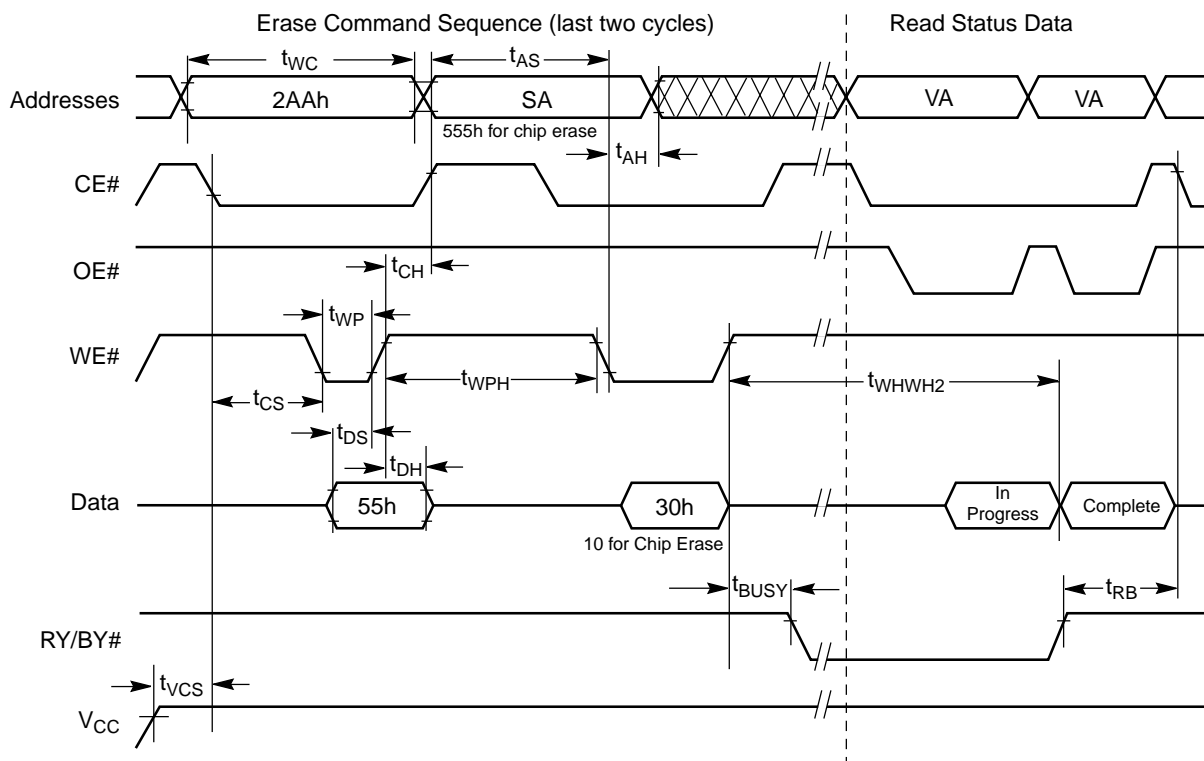 Erase Command Sequence (last two cycles)
Read Status Data
tWC
tAS
Addresses
2AAh
SA
VA
VA
555h for chip erase
tAH
CE#
OE#
tCH
tWP
WE#
tWPH
tWHWH2
tCS
tDS
tDH
Data
55h
30h
In
Progress
Complete
10 for Chip Erase
tBUSY
tRB
RY/BY#
tVCS
VCC